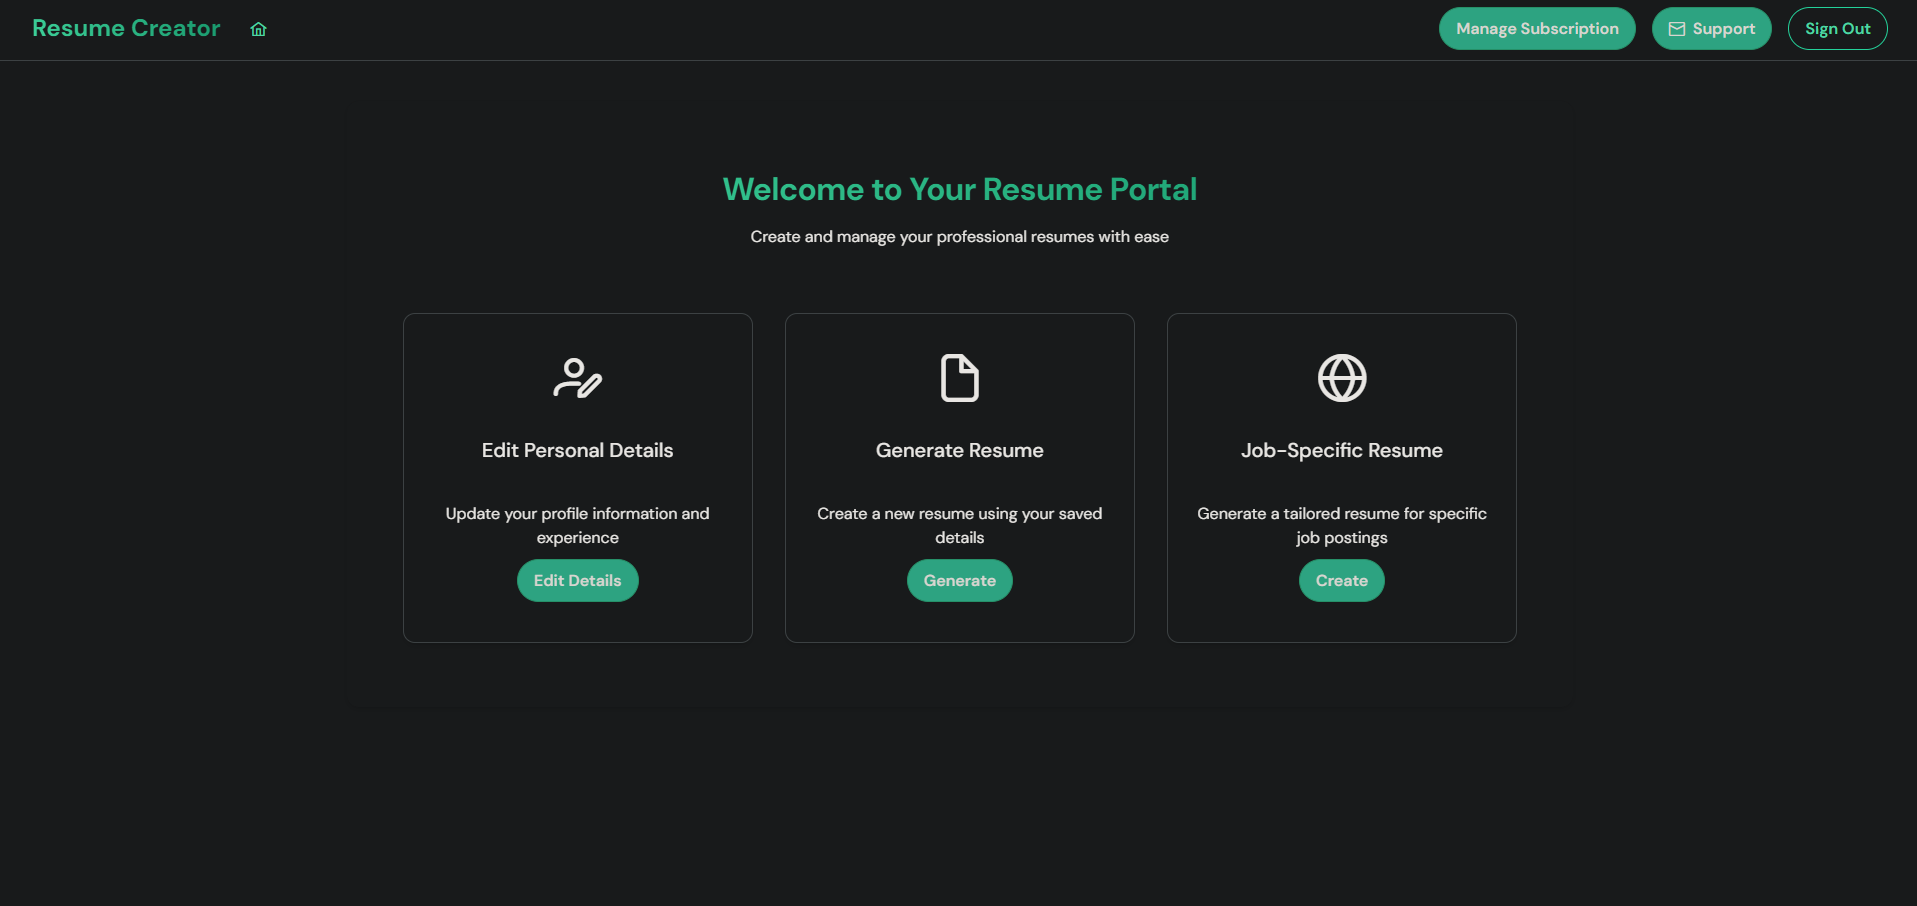 Resume Creator
Manage Subscription
Support
Sign Out
Welcome to Your Resume Portal
Create and manage your professional resumes with ease
Edit Personal Details
Update your profile information and
experience
Edit Details
Generate Resume
Create a new resume using your saved
details
Generate
Job-Specific Resume
Generate a tailored resume for specific
job postings
Create